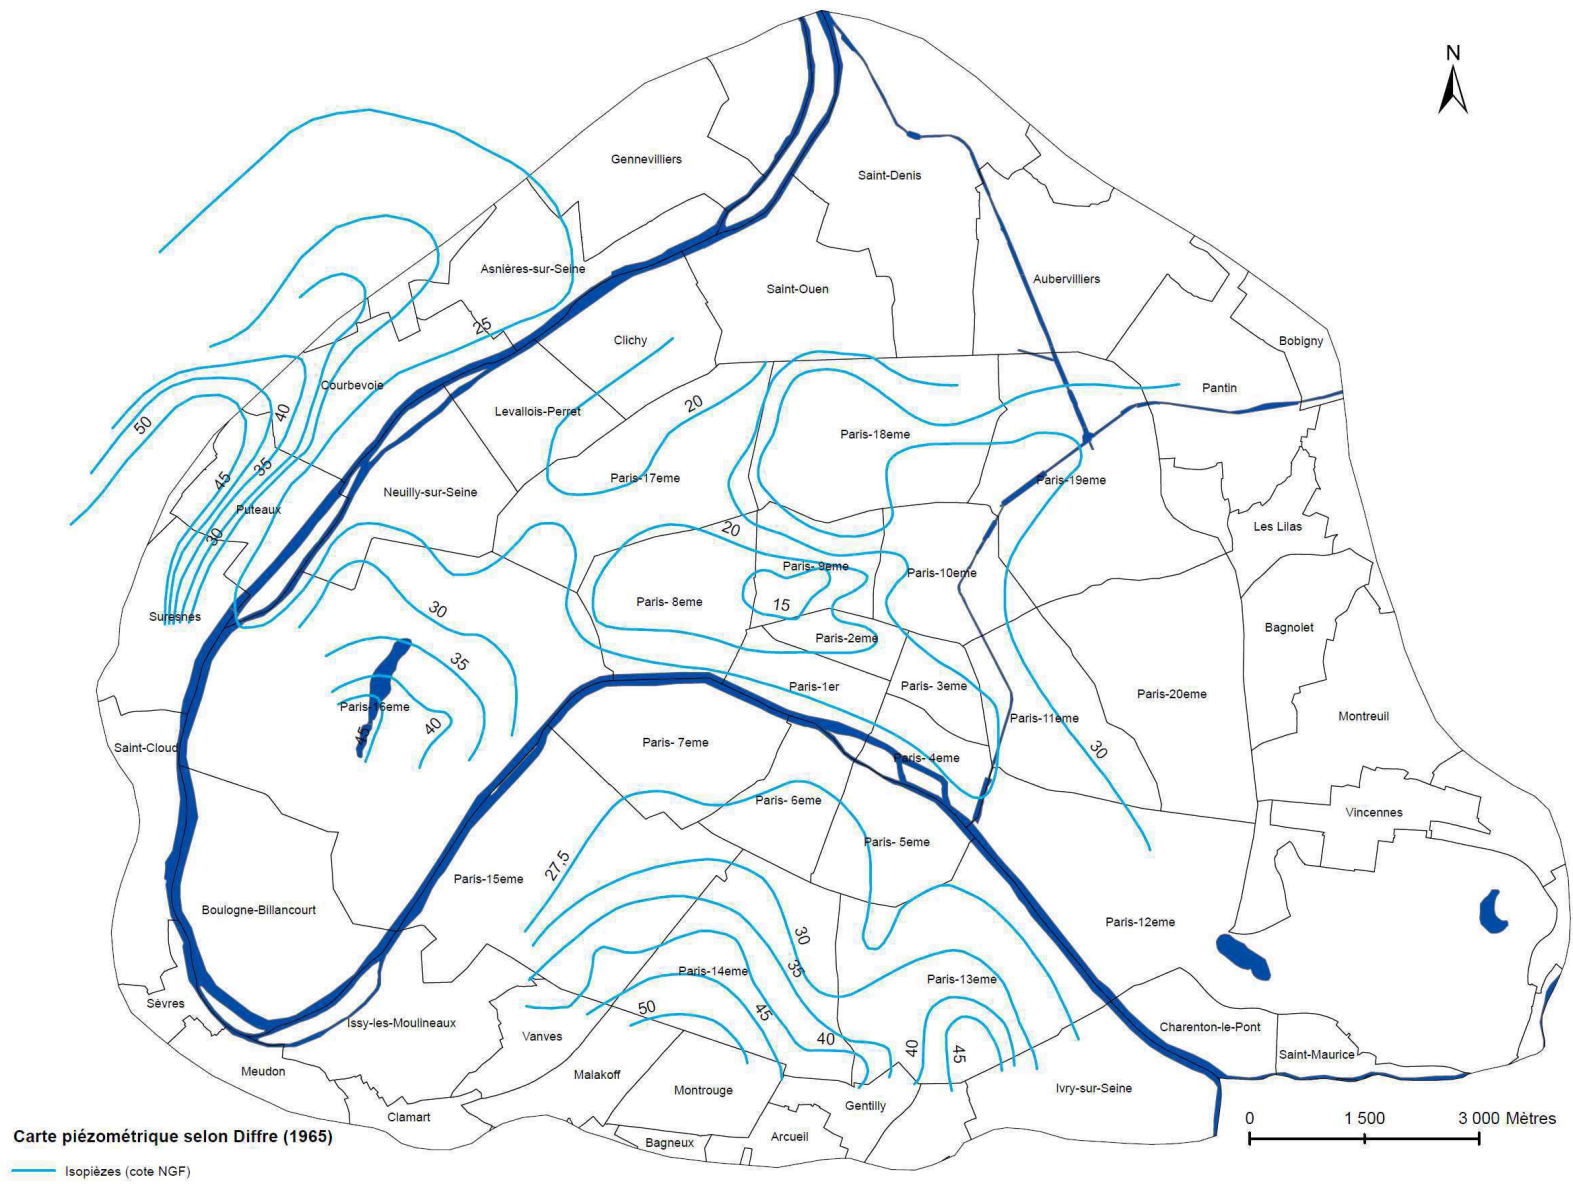 N
Gennevilliers
Saint-Denis
Asnières-sur-Seine
Aubervilliers
Saint-Ouen
25
Clichy
Bobigny
Courbevoie
Pantin
40
20
Levallois-Perret
50
Paris-18eme
35
45
Paris-17eme
Paris-19eme
Neuilly-sur-Seine
Puteaux
30
20
Les Lilas
Paris- 9eme
Paris-10eme
Paris- 8eme
15
30
Suresnes
Bagnolet
Paris-2eme
35
Paris-1er
Paris- 3eme
Paris-20eme
Paris-16eme
40
45
Paris-11eme
Montreuil
Saint-Cloud
Paris- 7eme
30
Paris- 4eme
Paris- 6eme
Vincennes
Paris- 5eme
27,5
Paris-15eme
Boulogne-Billancourt
Paris-12eme
30
35
Paris-14eme
Paris-13eme
Sèvres
50
45
Issy-les-Moulineaux
Vanves
40
40
45
Charenton-le-Pont
Saint-Maurice
Meudon
Malakoff
Montrouge
Ivry-sur-Seine
Gentilly
Clamart
Bagneux
Arcueil
0 1 500 3 000 Mètres
Carte piézométrique selon Diffre (1965)
Isopièzes (cote NGF)